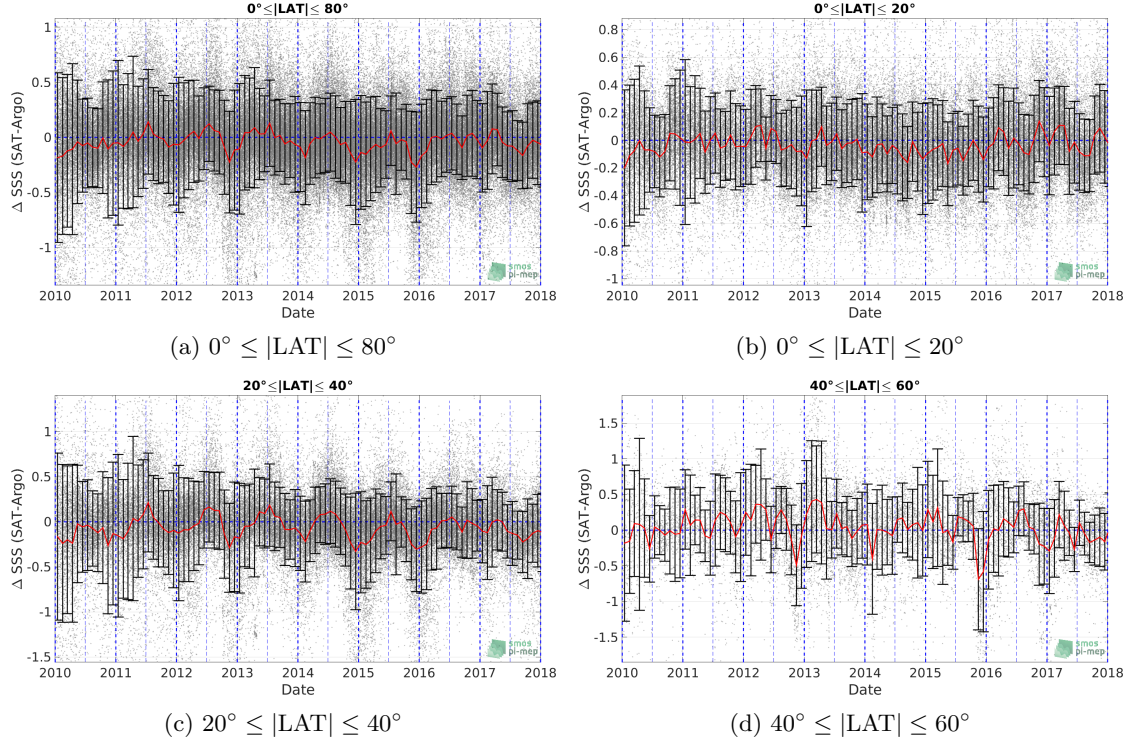 0°≤|LAT|≤ 80°
Δ SSS (SAT-Argo)
1
0.5
0
-0.5
-1
2010 2011 2012 2013 2014 2015 2016 2017 2018
Date
smos
pi-mep
(a) 0° ≤ |LAT| ≤ 80°
0°≤|LAT|≤ 20°
Δ SSS (SAT-Argo)
0.8
0.6
0.4
0.2
0
-0.2
-0.4
-0.6
-0.8
-1
2010 2011 2012 2013 2014 2015 2016 2017 2018
Date
smos
pi-mep
(b) 0° ≤ |LAT| ≤ 20°
20°≤|LAT|≤ 40°
Δ SSS (SAT-Argo)
1
0.5
0
-0.5
-1
-1.5
2010 2011 2012 2013 2014 2015 2016 2017 2018
Date
smos
pi-mep
(c) 20° ≤ |LAT| ≤ 40°
40°≤|LAT|≤ 60°
Δ SSS (SAT-Argo)
1.5
1
0.5
0
-0.5
-1
-1.5
2010 2011 2012 2013 2014 2015 2016 2017 2018
Date
smos
pi-mep
(d) 40° ≤ |LAT| ≤ 60°